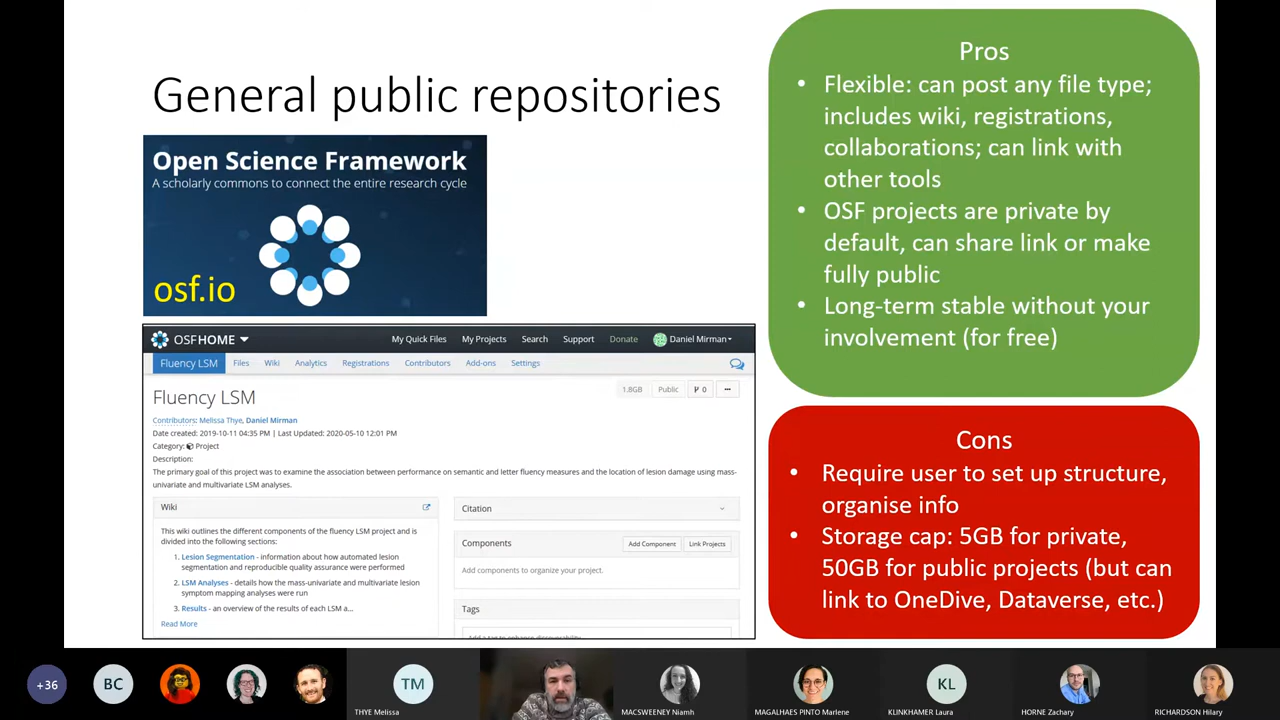 General public repositories
Open Science Framework
A scholarly commons to connect the entire research cycle
osf.io
OSFHOME
My Quick Files
My Projects
Search
Support
Donate
Daniel Mirman
Fluency LSM
Files
Wiki
Analytics
Registrations
Contributors
Add-ons
Settings
Fluency LSM
1.8GB
Public
0
Contributors: Melissa Thye, Daniel Mirman
Date created: 2019-10-11 04:35 PM | Last Updated: 2020-05-10 12:01 PM
Category: Project
Description:
The primary goal of this project was to examine the association between performance on semantic and letter fluency measures and the location of lesion damage using mass-
univariate and multivariate LSM analyses.
Wiki
This wiki outlines the different components of the fluency LSM project and is
divided into the following sections:
1. Lesion Segmentation - information about how automated lesion
segmentation and reproducible quality assurance were performed
2. LSM Analyses - details how the mass-univariate and multivariate lesion
symptom mapping analyses were run
3. Results - an overview of the results of each LSM a...
Read More
Citation
Components
Add Component
Link Projects
Add components to organize your project.
Tags
Add a tag to enhance discoverability
Pros
• Flexible: can post any file type;
includes wiki, registrations,
collaborations; can link with
other tools
• OSF projects are private by
default, can share link or make
fully public
• Long-term stable without your
involvement (for free)
Cons
• Require user to set up structure,
organise info
• Storage cap: 5GB for private,
50GB for public projects (but can
link to OneDive, Dataverse, etc.)
+36
BC
TM
THYE Melissa
MACSWEENEY Niamh
MAGALHAES PINTO Marlene
KL
KLINKHAMER Laura
HORNE Zachary
RICHARDSON Hilary